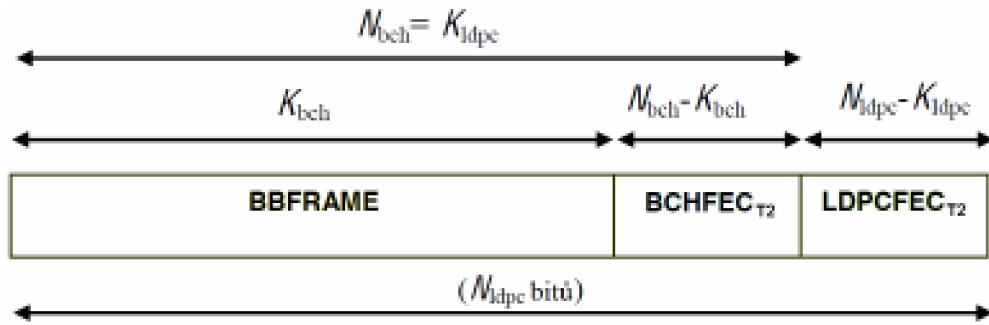 Nbch= Kldpc
Kbch Nbch-Kbch Nldpc-Kldpc
BBFRAME BCHFECT2 LDPCFECT2
(Nldpc bitů)